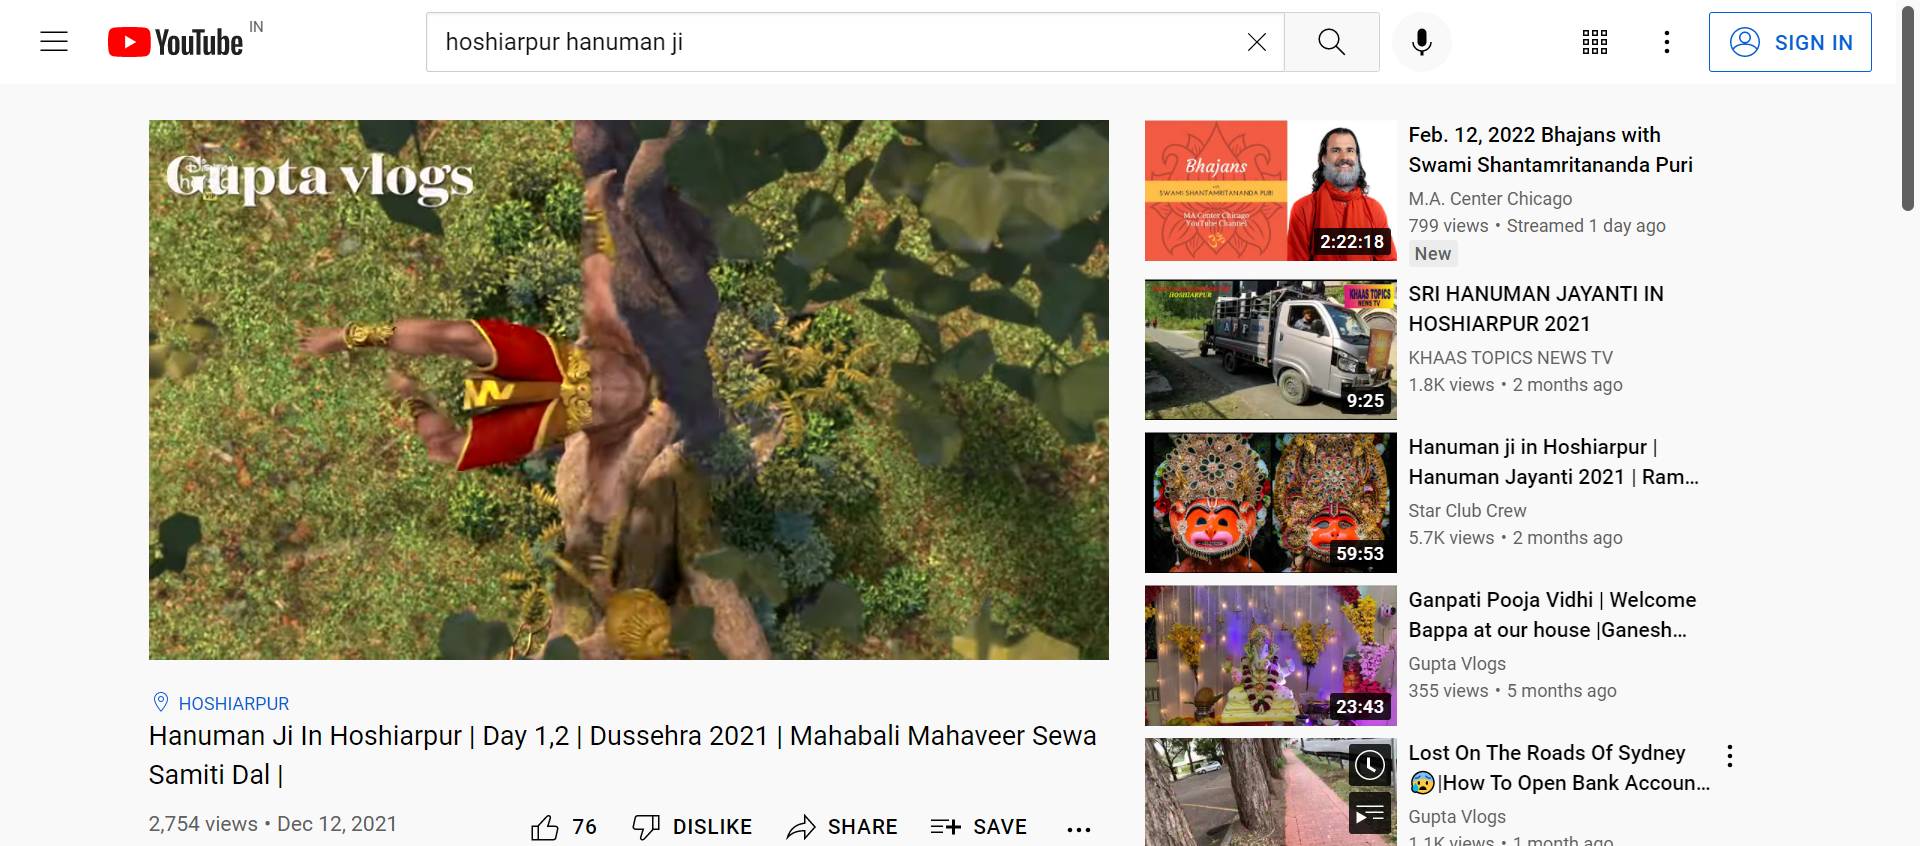 YouTube IN
hoshiarpur hanuman ji
SIGN IN
Gupta vlogs
HOSHIARPUR
Hanuman Ji In Hoshiarpur | Day 1,2 | Dussehra 2021 | Mahabali Mahaveer Sewa
Samiti Dal |
2,754 views • Dec 12, 2021
76
DISLIKE
SHARE
SAVE
Bhajans
with
SWAMI SHANTAMRITANANDA PURI
MA Center Chicago
YouTube Channel
ॐ
2:22:18
Feb. 12, 2022 Bhajans with
Swami Shantamritananda Puri
M.A. Center Chicago
799 views • Streamed 1 day ago
New
HOSHIARPUR
KHAAS TOPICS
NEWS TV
9:25
SRI HANUMAN JAYANTI IN
HOSHIARPUR 2021
KHAAS TOPICS NEWS TV
1.8K views • 2 months ago
59:53
Hanuman ji in Hoshiarpur |
Hanuman Jayanti 2021 | Ram...
Star Club Crew
5.7K views • 2 months ago
23:43
Ganpati Pooja Vidhi | Welcome
Bappa at our house |Ganesh...
Gupta Vlogs
355 views • 5 months ago
Lost On The Roads Of Sydney
😰|How To Open Bank Accoun...
Gupta Vlogs
1.1K views • 1 month ago